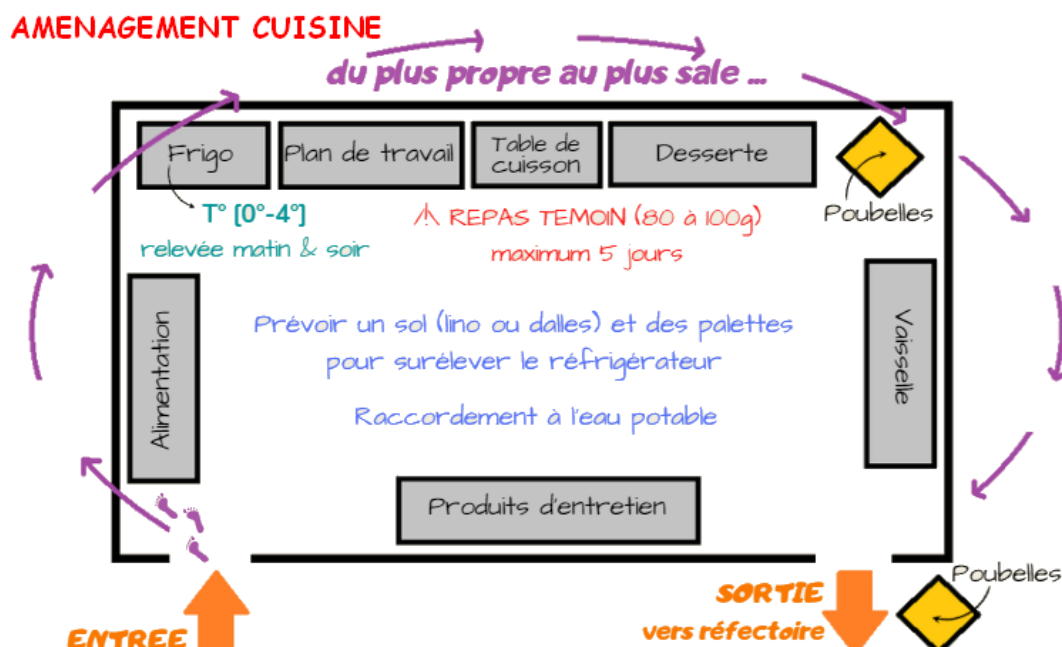 AMENAGEMENT CUISINE
du plus propre au plus sale ...
Frigo
Plan de travail
Table de
cuisson
Desserte
Poubelles
T° [0°-4°]
relevée matin & soir
⚠ REPAS TEMOIN (80 à 100g)
maximum 5 jours
Alimentation
Prévoir un sol (lino ou dalles) et des palettes
pour surélever le réfrigérateur
Raccordement à l'eau potable
Vaisselle
Produits d'entretien
ENTREE
SORTIE
vers réfectoire
Poubelles